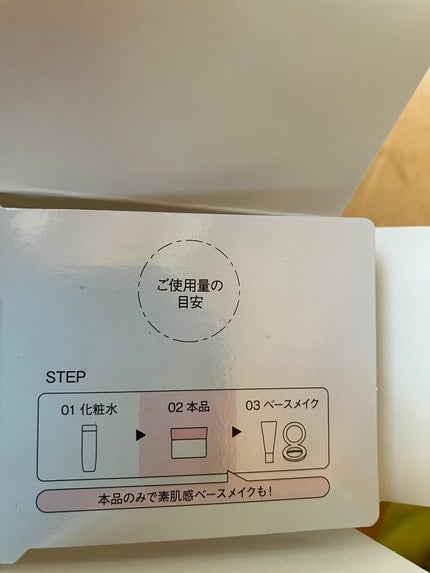 ご使用量の
目安
STEP
01 化粧水
02 本品
03 ベースメイク
本品のみで素肌感ベースメイクも!